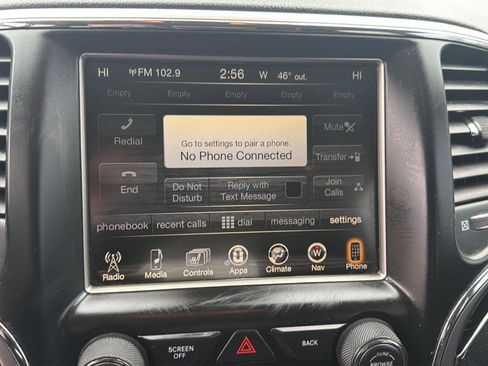 HI FM 102.9 2:56 W 46° out. HI
Empty Empty Empty Empty Empty
Redial
Go to settings to pair a phone.
No Phone Connected
Mute
Transfer
End
Do Not
Disturb
Reply with
Text Message
Join
Calls
phonebook recent calls dial messaging settings
Radio Media Controls Apps Climate Nav Phone
W
SCREEN
OFF
BACK
TUNE
BROWSE